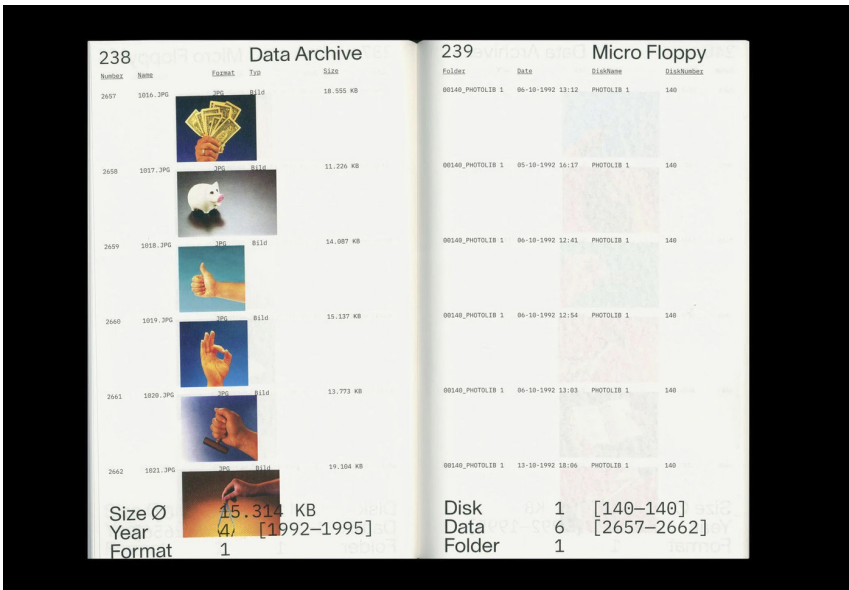 238 Data Archive
Number Name Format Typ Size
2657 1016.JPG JPG Bild 18.555 KB
2658 1017.JPG JPG Bild 11.226 KB
2659 1018.JPG JPG Bild 14.087 KB
2660 1019.JPG JPG Bild 15.137 KB
2661 1020.JPG JPG Bild 13.773 KB
2662 1021.JPG JPG Bild 19.104 KB
Size Ø 15.314 KB
Year 4 [1992—1995]
Format 1
239 Micro Floppy
Folder Date DiskName DiskNumber
00140_PHOTOLIB 1 06-10-1992 13:12 PHOTOLIB 1 140
00140_PHOTOLIB 1 05-10-1992 16:17 PHOTOLIB 1 140
00140_PHOTOLIB 1 06-10-1992 12:41 PHOTOLIB 1 140
00140_PHOTOLIB 1 06-10-1992 12:54 PHOTOLIB 1 140
00140_PHOTOLIB 1 06-10-1992 13:03 PHOTOLIB 1 140
00140_PHOTOLIB 1 13-10-1992 18:06 PHOTOLIB 1 140
Disk 1 [140—140]
Data 6 [2657—2662]
Folder 1